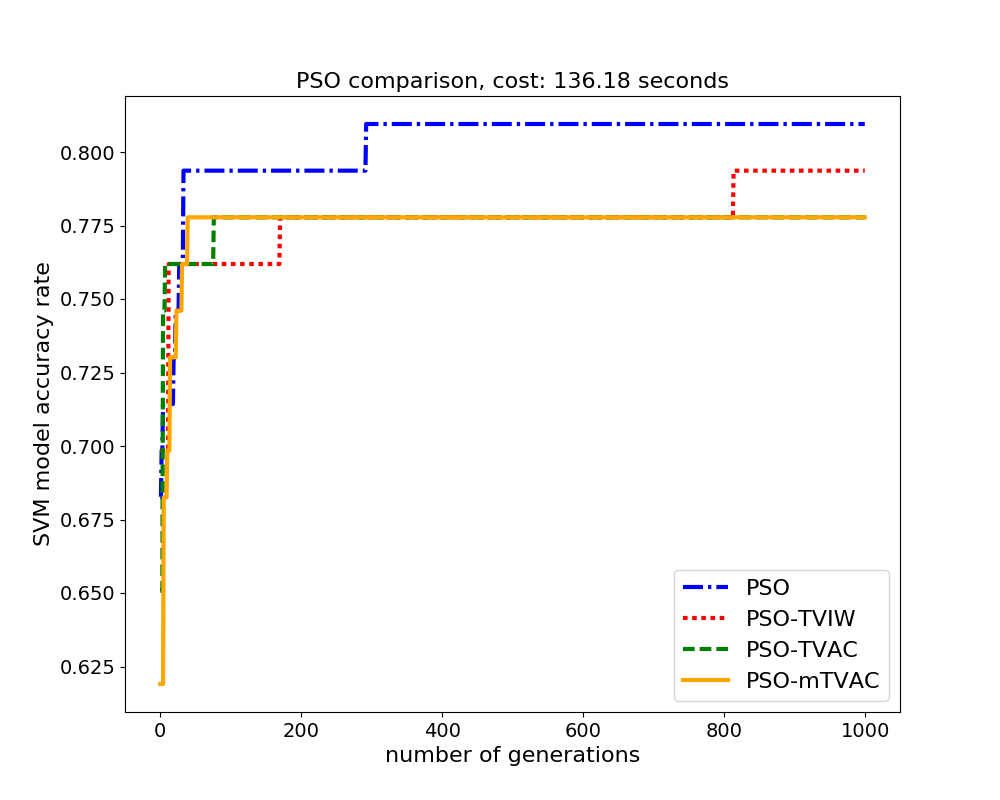 PSO comparison, cost: 136.18 seconds
SVM model accuracy rate
0.800
0.775
0.750
0.725
0.700
0.675
0.650
0.625
0 200 400 600 800 1000
number of generations
PSO
PSO-TVIW
PSO-TVAC
PSO-mTVAC